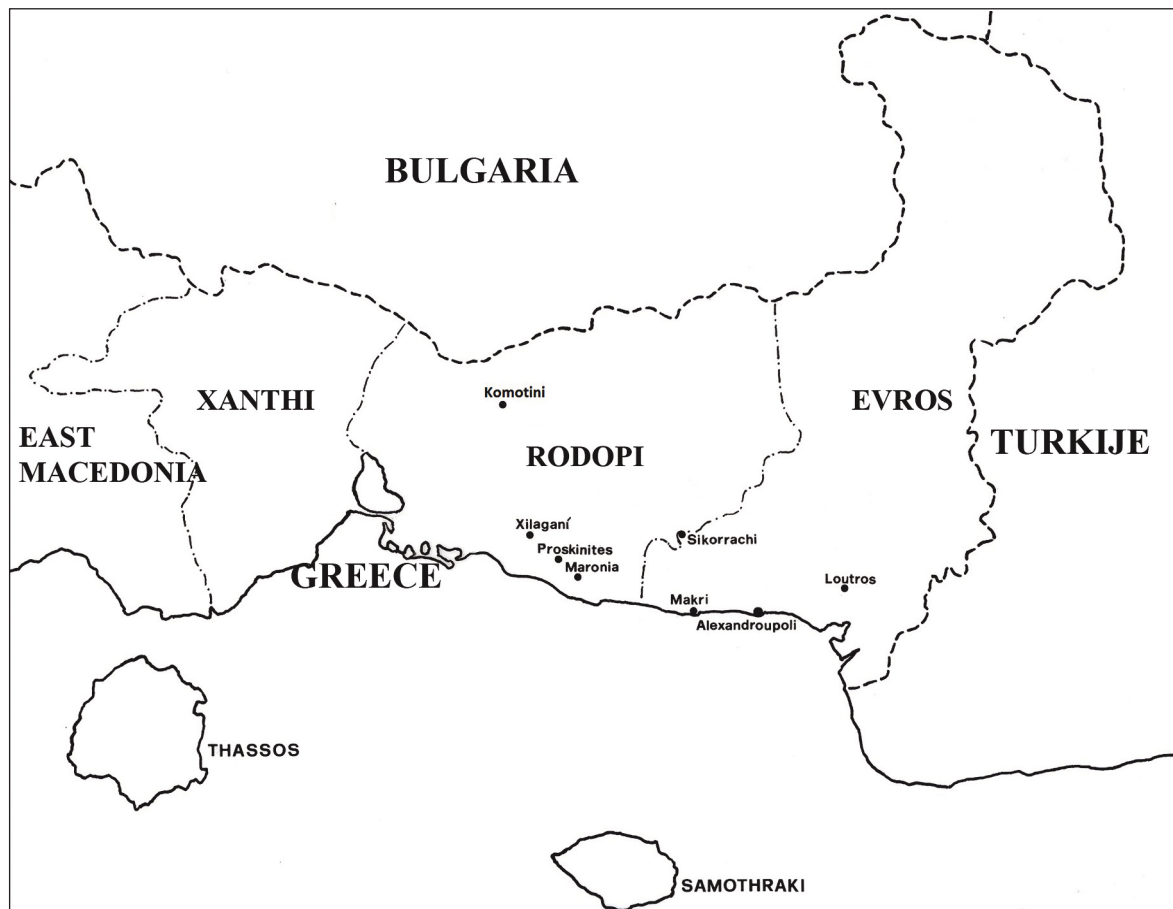 BULGARIA
Komotini
XANTHI
EVROS
EAST
MACEDONIA
TURKIJE
RODOPI
Xilaganí
Sikorrachi
Proskinites
Maronia
GREECE
Loutros
Makri
Alexandroupoli
THASSOS
SAMOTHRAKI